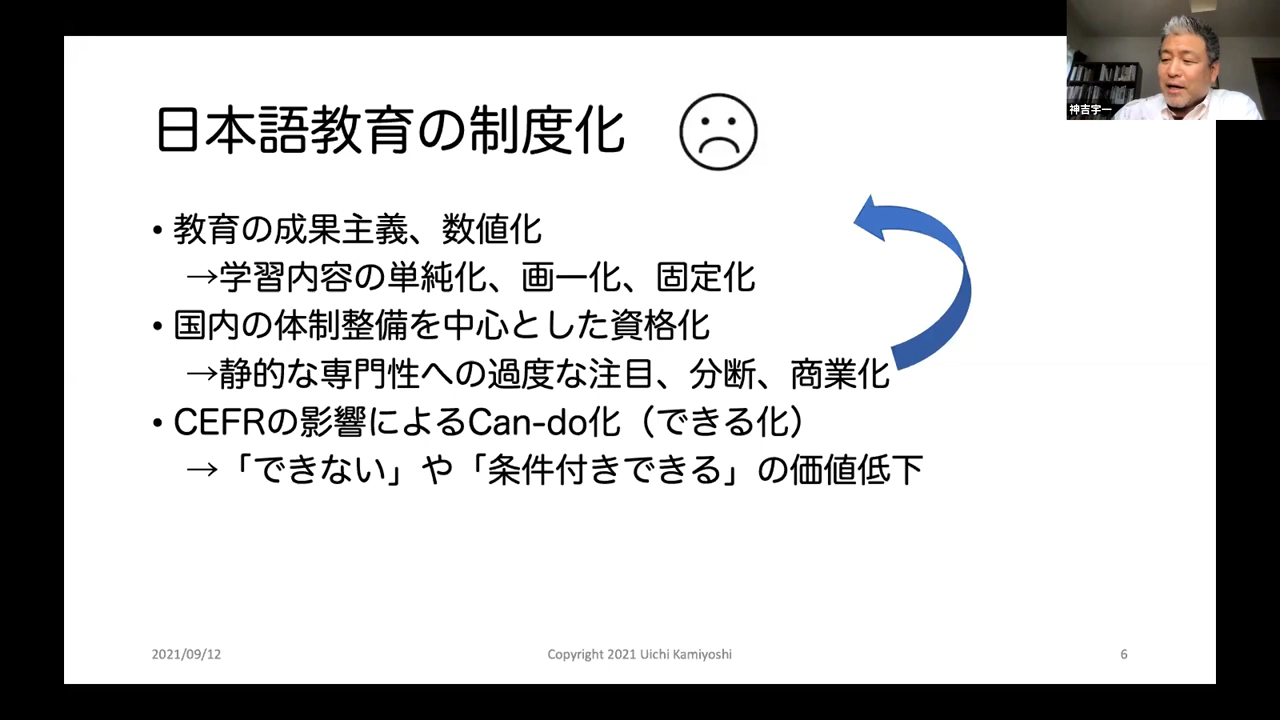 日本語教育の制度化
神吉宇一
• 教育の成果主義、数値化
→学習内容の単純化、画一化、固定化
• 国内の体制整備を中心とした資格化
→静的な専門性への過度な注目、分断、商業化
• CEFRの影響によるCan-do化（できる化）
→「できない」や「条件付きできる」の価値低下
2021/09/12
Copyright 2021 Uichi Kamiyoshi
6